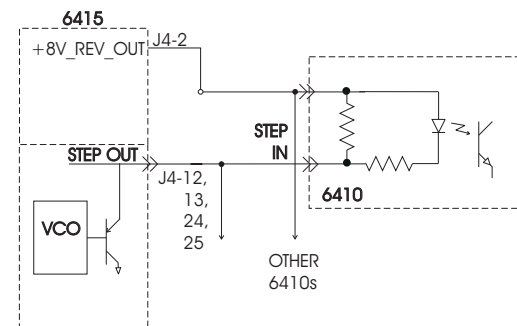 6415
+8V_REV_OUT
J4-2
STEP OUT
STEP
IN
J4-12,
13,
24,
25
6410
VCO
OTHER
6410s